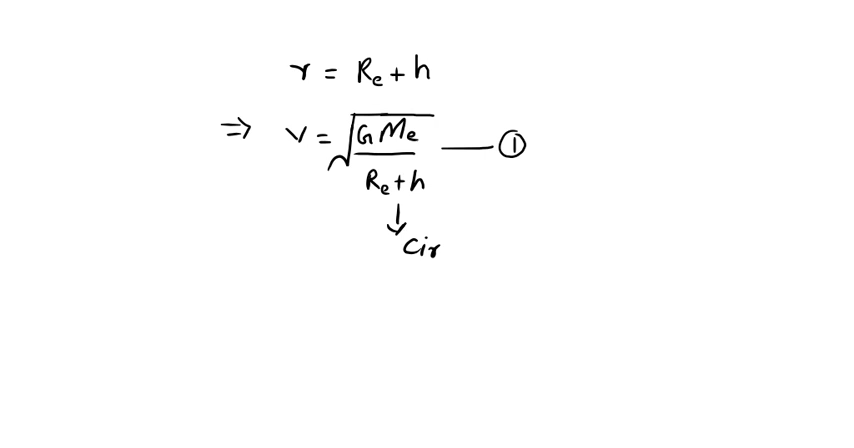 r = Re + h
⇒ V = √(GMe / Re + h) —— ①
↓
Cir